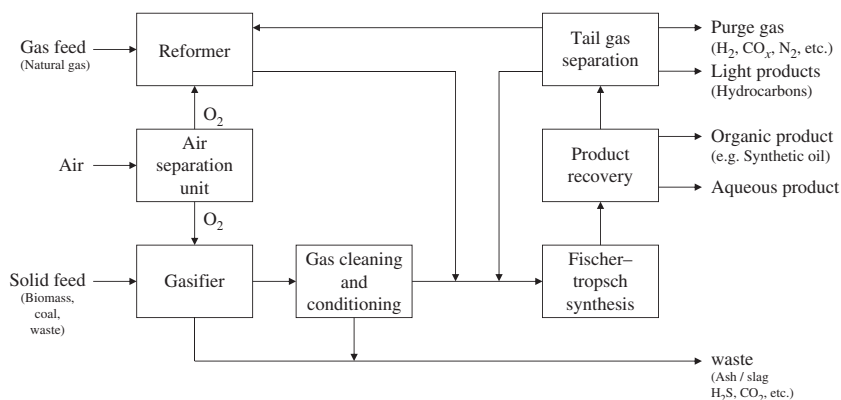 Gas feed
(Natural gas)
Reformer
Tail gas
separation
Purge gas
(H₂, COₓ, N₂, etc.)
Light products
(Hydrocarbons)
O₂
Air
Air
separation
unit
Product
recovery
Organic product
(e.g. Synthetic oil)
Aqueous product
O₂
Solid feed
(Biomass,
coal,
waste)
Gasifier
Gas cleaning
and
conditioning
Fischer–
tropsch
synthesis
waste
(Ash / slag
H₂S, CO₂, etc.)